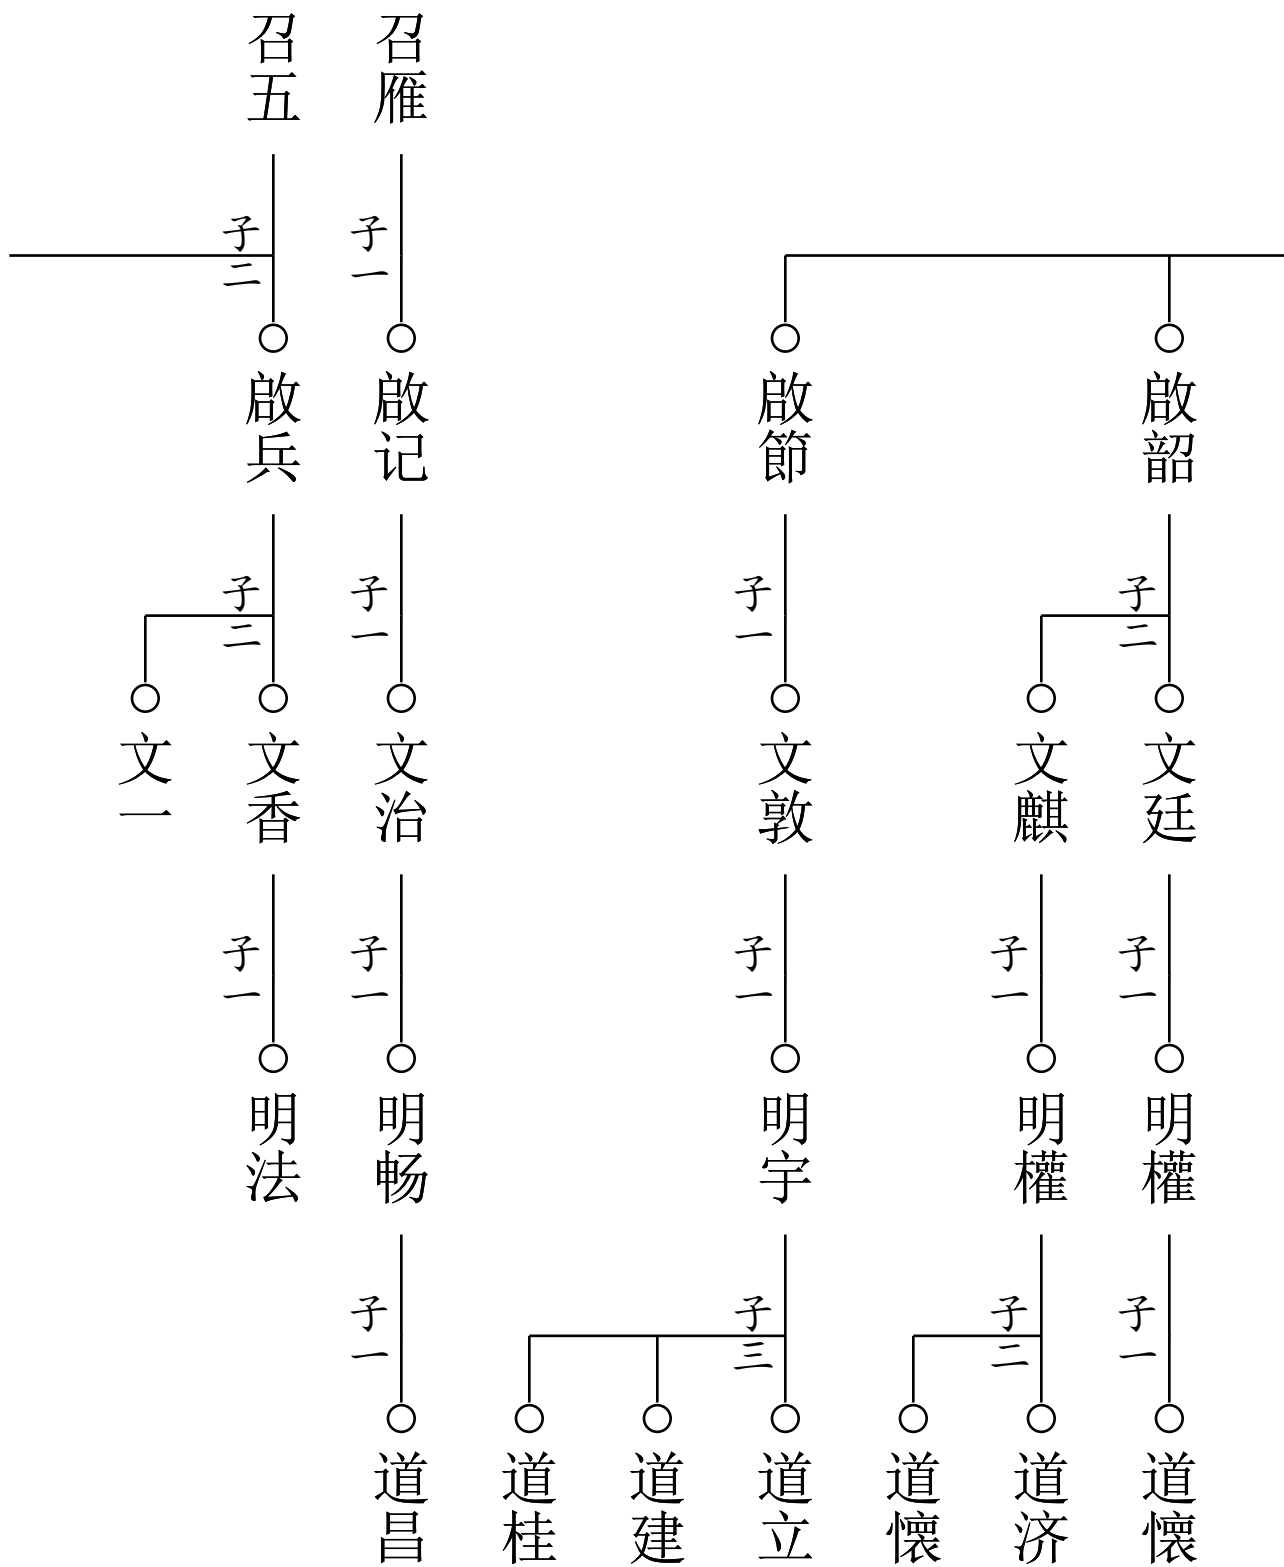 召雁
召五
子一
子二
啟韶
啟節
啟记
啟兵
子二
子一
子一
子二
文廷
文麒
文敦
文治
文香
文一
子一
子一
子一
子一
子一
明權
明權
明宇
明畅
明法
子一
子二
子三
子一
道懷
道济
道懷
道立
道建
道桂
道昌